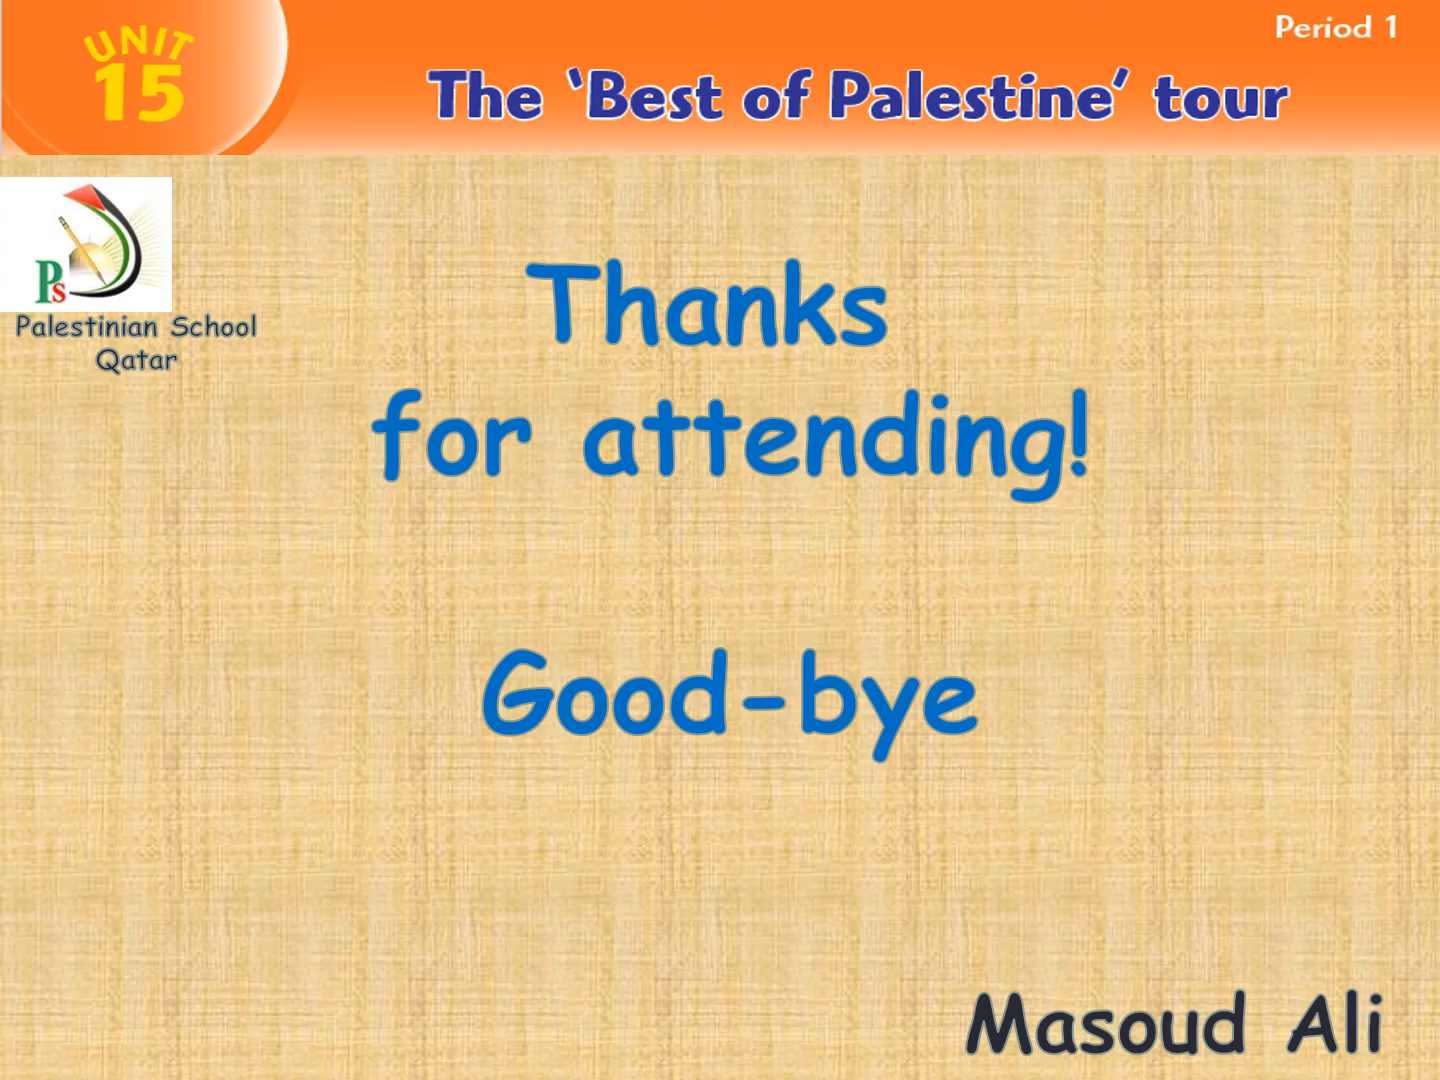 UNIT
15
Period 1
The ‘Best of Palestine’ tour
Ps
Palestinian School
Qatar
Thanks
for attending!
Good-bye
Masoud Ali